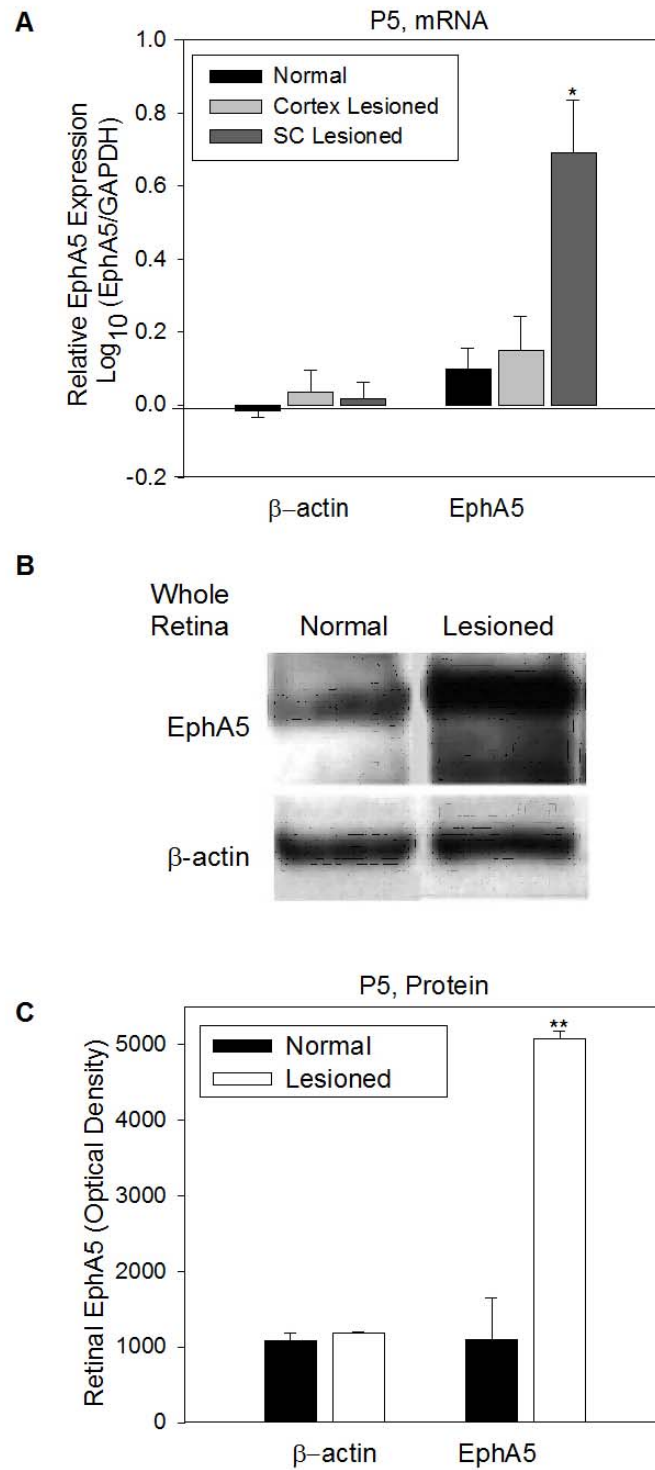 A
P5, mRNA
Relative EphA5 Expression
Log10 (EphA5/GAPDH)
1.0
0.8
0.6
0.4
0.2
0.0
-0.2
Normal
Cortex Lesioned
SC Lesioned
*
β–actin EphA5
B
Whole
Retina Normal Lesioned
EphA5
β-actin
C
P5, Protein
Retinal EphA5 (Optical Density)
5000
4000
3000
2000
1000
0
Normal
Lesioned
**
β–actin EphA5